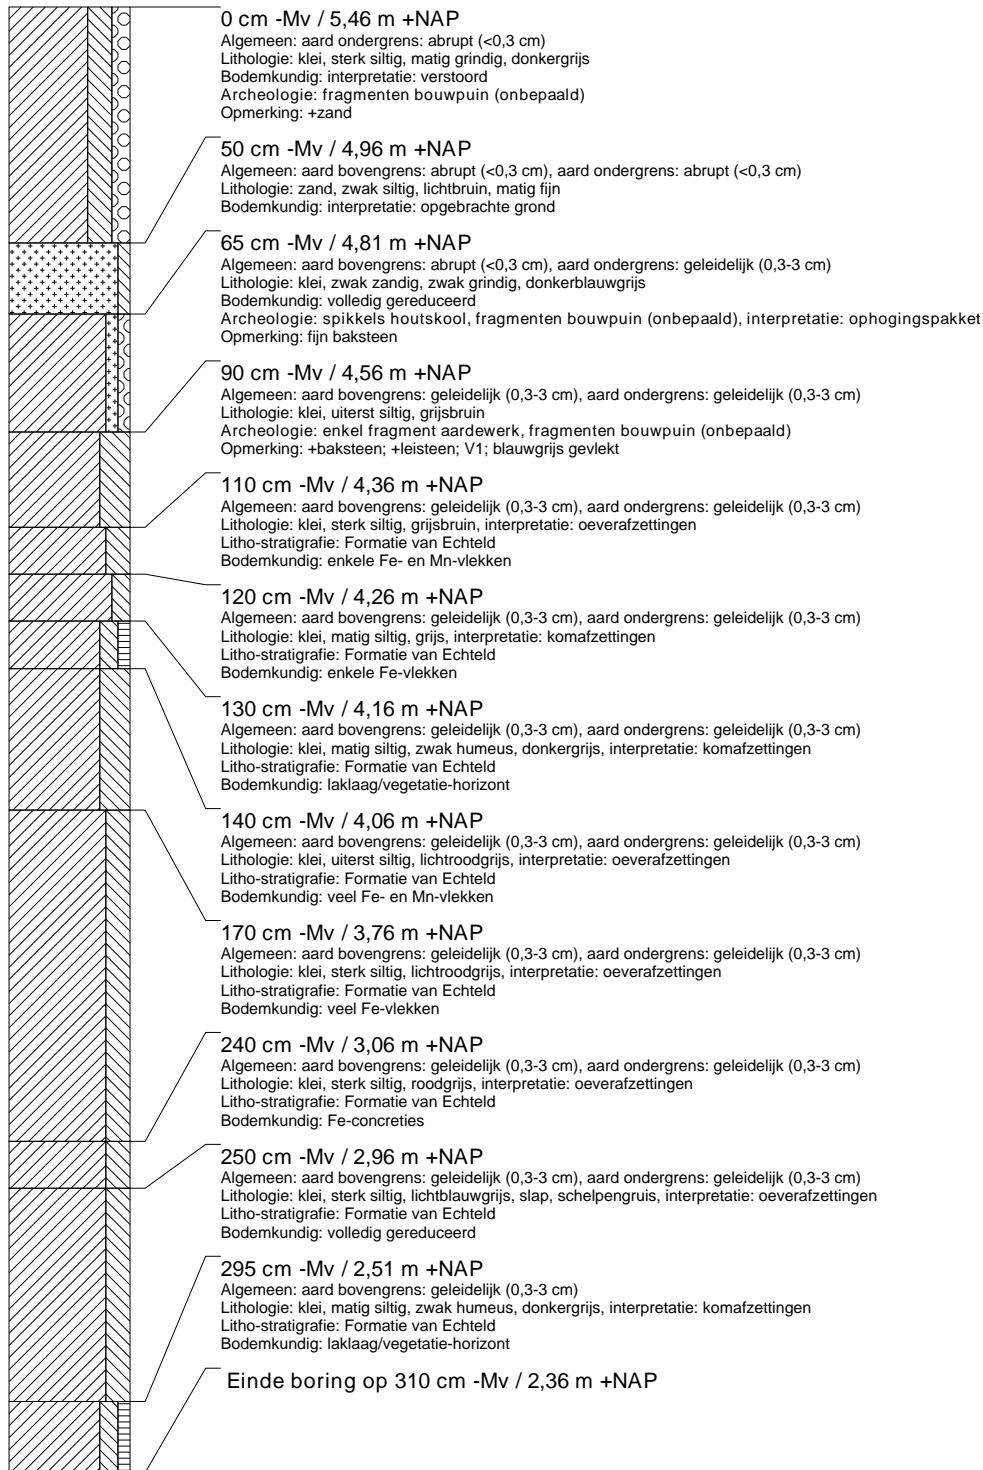 0 cm -Mv / 5,46 m +NAP
Algemeen: aard ondergrens: abrupt (<0,3 cm)
Lithologie: klei, sterk siltig, matig grindig, donkergrijs
Bodemkundig: interpretatie: verstoord
Archeologie: fragmenten bouwpuin (onbepaald)
Opmerking: +zand
50 cm -Mv / 4,96 m +NAP
Algemeen: aard bovengrens: abrupt (<0,3 cm), aard ondergrens: abrupt (<0,3 cm)
Lithologie: zand, zwak siltig, lichtbruin, matig fijn
Bodemkundig: interpretatie: opgebrachte grond
65 cm -Mv / 4,81 m +NAP
Algemeen: aard bovengrens: abrupt (<0,3 cm), aard ondergrens: geleidelijk (0,3-3 cm)
Lithologie: klei, zwak zandig, zwak grindig, donkerblauwgrijs
Bodemkundig: volledig gereduceerd
Archeologie: spikkels houtskool, fragmenten bouwpuin (onbepaald), interpretatie: ophogingspakket
Opmerking: fijn baksteen
90 cm -Mv / 4,56 m +NAP
Algemeen: aard bovengrens: geleidelijk (0,3-3 cm), aard ondergrens: geleidelijk (0,3-3 cm)
Lithologie: klei, uiterst siltig, grijsbruin
Archeologie: enkel fragment aardewerk, fragmenten bouwpuin (onbepaald)
Opmerking: +baksteen; +leisteen; V1; blauwgrijs gevlekt
110 cm -Mv / 4,36 m +NAP
Algemeen: aard bovengrens: geleidelijk (0,3-3 cm), aard ondergrens: geleidelijk (0,3-3 cm)
Lithologie: klei, sterk siltig, grijsbruin, interpretatie: oeverafzettingen
Litho-stratigrafie: Formatie van Echteld
Bodemkundig: enkele Fe- en Mn-vlekken
120 cm -Mv / 4,26 m +NAP
Algemeen: aard bovengrens: geleidelijk (0,3-3 cm), aard ondergrens: geleidelijk (0,3-3 cm)
Lithologie: klei, matig siltig, grijs, interpretatie: komafzettingen
Litho-stratigrafie: Formatie van Echteld
Bodemkundig: enkele Fe-vlekken
130 cm -Mv / 4,16 m +NAP
Algemeen: aard bovengrens: geleidelijk (0,3-3 cm), aard ondergrens: geleidelijk (0,3-3 cm)
Lithologie: klei, matig siltig, zwak humeus, donkergrijs, interpretatie: komafzettingen
Litho-stratigrafie: Formatie van Echteld
Bodemkundig: laklaag/vegetatie-horizont
140 cm -Mv / 4,06 m +NAP
Algemeen: aard bovengrens: geleidelijk (0,3-3 cm), aard ondergrens: geleidelijk (0,3-3 cm)
Lithologie: klei, uiterst siltig, lichtroodgrijs, interpretatie: oeverafzettingen
Litho-stratigrafie: Formatie van Echteld
Bodemkundig: veel Fe- en Mn-vlekken
170 cm -Mv / 3,76 m +NAP
Algemeen: aard bovengrens: geleidelijk (0,3-3 cm), aard ondergrens: geleidelijk (0,3-3 cm)
Lithologie: klei, sterk siltig, lichtroodgrijs, interpretatie: oeverafzettingen
Litho-stratigrafie: Formatie van Echteld
Bodemkundig: veel Fe-vlekken
240 cm -Mv / 3,06 m +NAP
Algemeen: aard bovengrens: geleidelijk (0,3-3 cm), aard ondergrens: geleidelijk (0,3-3 cm)
Lithologie: klei, sterk siltig, roodgrijs, interpretatie: oeverafzettingen
Litho-stratigrafie: Formatie van Echteld
Bodemkundig: Fe-concreties
250 cm -Mv / 2,96 m +NAP
Algemeen: aard bovengrens: geleidelijk (0,3-3 cm), aard ondergrens: geleidelijk (0,3-3 cm)
Lithologie: klei, sterk siltig, lichtblauwgrijs, slap, schelpengruis, interpretatie: oeverafzettingen
Litho-stratigrafie: Formatie van Echteld
Bodemkundig: volledig gereduceerd
295 cm -Mv / 2,51 m +NAP
Algemeen: aard bovengrens: geleidelijk (0,3-3 cm)
Lithologie: klei, matig siltig, zwak humeus, donkergrijs, interpretatie: komafzettingen
Litho-stratigrafie: Formatie van Echteld
Bodemkundig: laklaag/vegetatie-horizont
Einde boring op 310 cm -Mv / 2,36 m +NAP